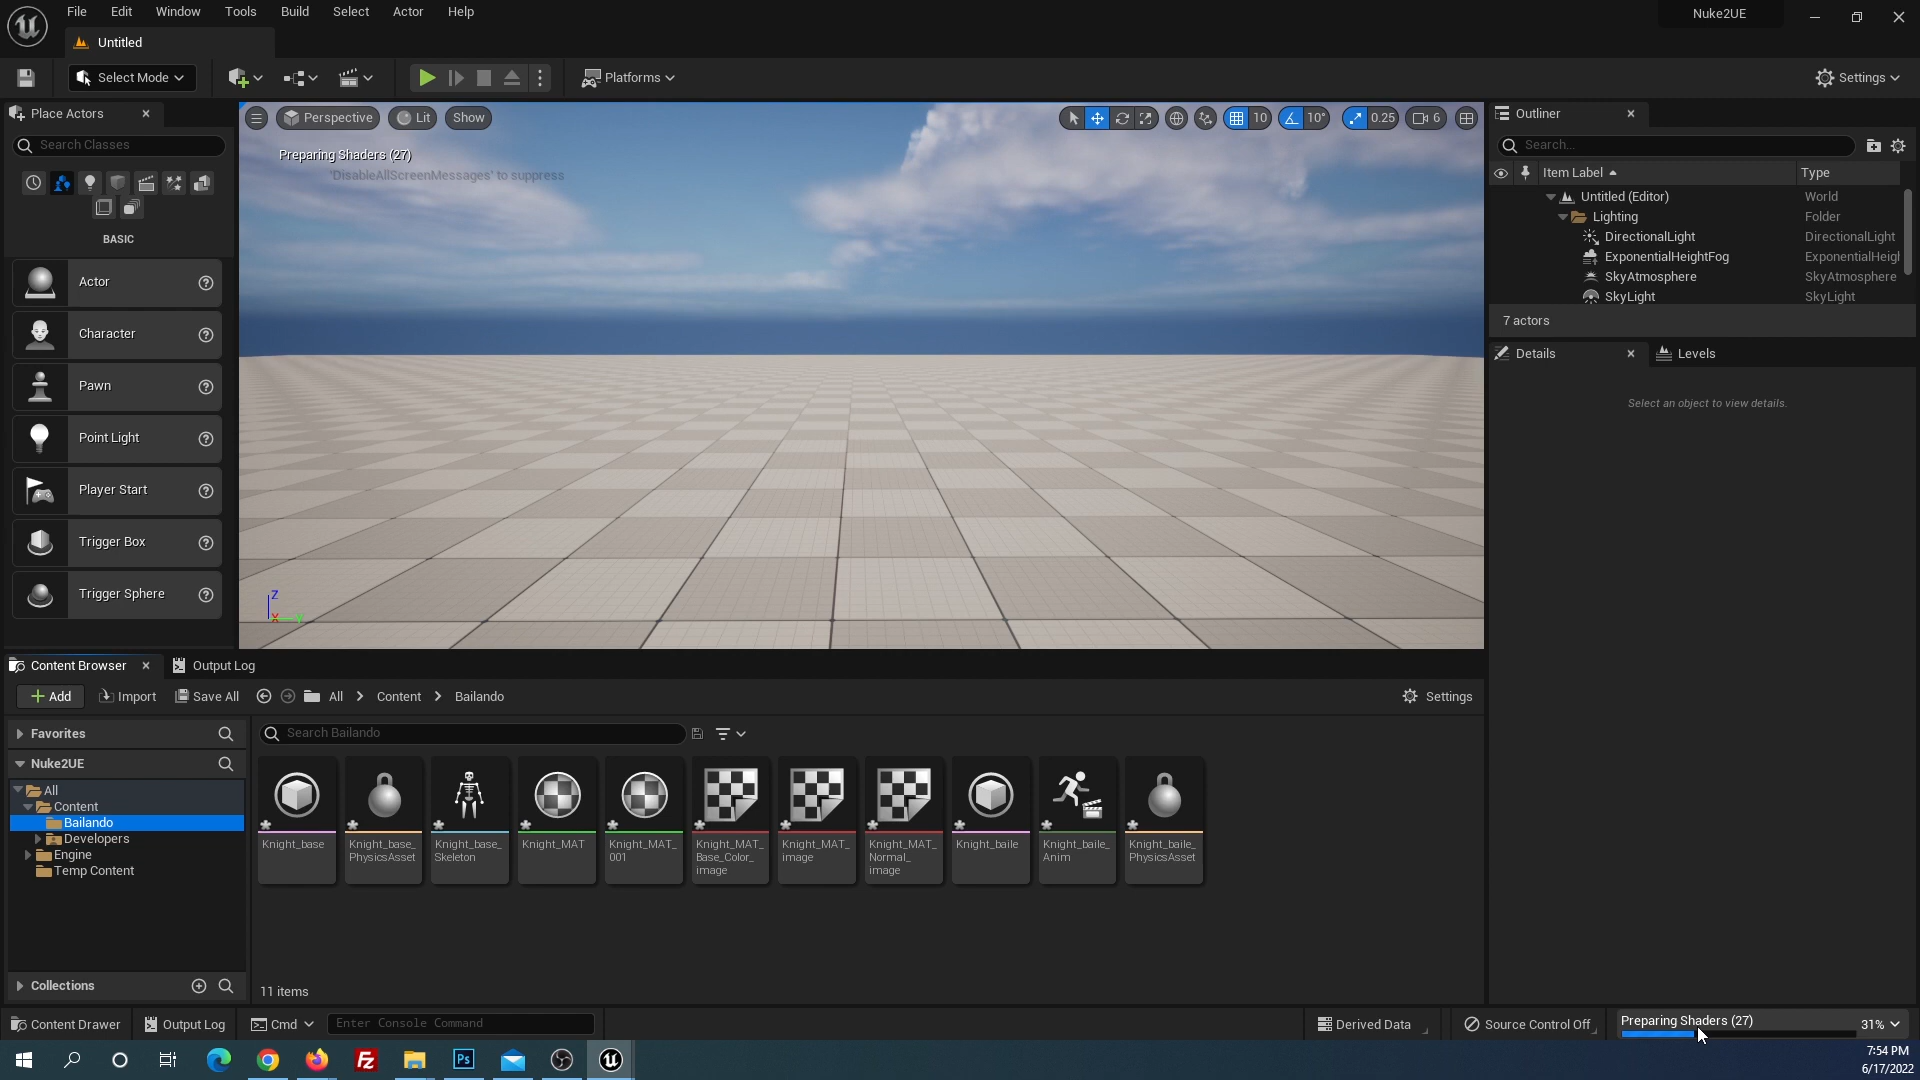 File Edit Window Tools Build Select Actor Help
Nuke2UE
Untitled
Select Mode
Platforms
Settings
Place Actors
Search Classes
BASIC
Actor
Character
Pawn
Point Light
Player Start
Trigger Box
Trigger Sphere
Perspective Lit Show
10 10° 0.25 6
Preparing Shaders (27)
'DisableAllScreenMessages' to suppress
Z
X Y
Outliner
Search...
Item Label Type
Untitled (Editor) World
Lighting Folder
DirectionalLight DirectionalLight
ExponentialHeightFog ExponentialHeigl
SkyAtmosphere SkyAtmosphere
SkyLight SkyLight
7 actors
Details Levels
Select an object to view details.
Content Browser Output Log
Add Import Save All All > Content > Bailando Settings
Favorites
Nuke2UE
All
Content
Bailando
Developers
Engine
Temp Content
Collections
Search Bailando
Knight_base
Knight_base_
PhysicsAsset
Knight_base_
Skeleton
Knight_MAT
Knight_MAT_
001
Knight_MAT_
Base_Color_
image
Knight_MAT_
image
Knight_MAT_
Normal_
image
Knight_baile
Knight_baile_
Anim
Knight_baile_
PhysicsAsset
11 items
Content Drawer Output Log Cmd Enter Console Command
Derived Data Source Control Off Preparing Shaders (27) 31%
Fz Ps
7:54 PM
6/17/2022